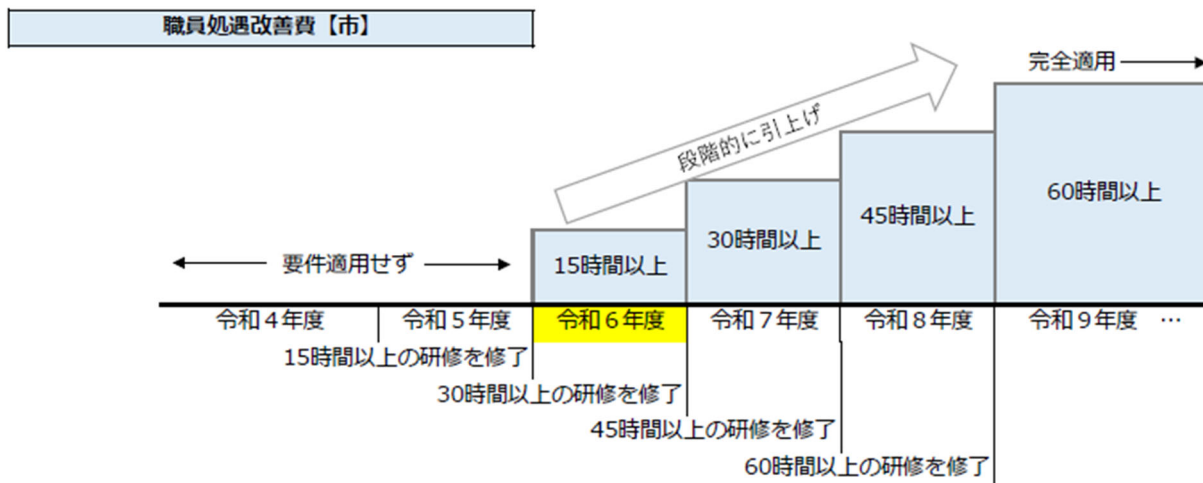 職員処遇改善費【市】
完全適用
段階的に引上げ
60時間以上
45時間以上
30時間以上
要件適用せず
15時間以上
令和４年度 令和５年度 令和６年度 令和７年度 令和８年度 令和９年度 …
15時間以上の研修を修了
30時間以上の研修を修了
45時間以上の研修を修了
60時間以上の研修を修了